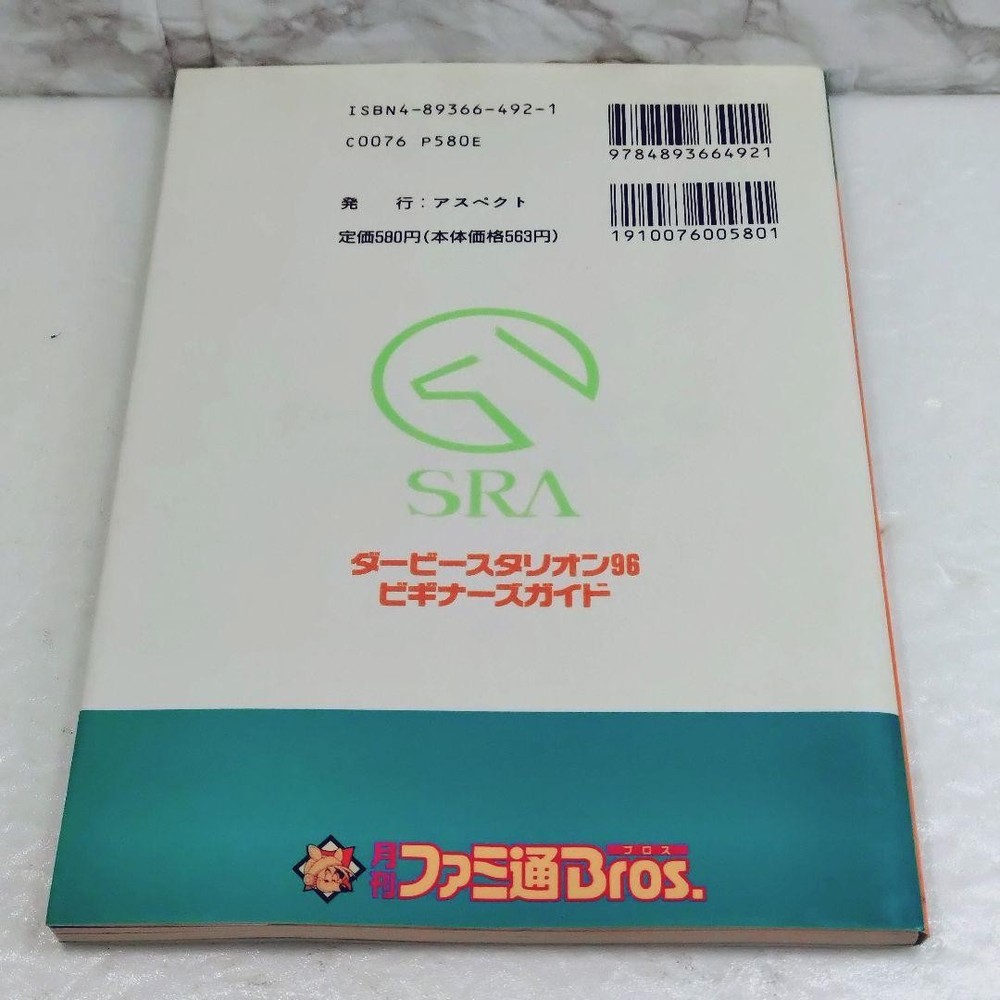 ISBN4-89366-492-1
C0076 P580E
9784893664921
発 行：アスペクト
定価580円(本体価格563円)
1910076005801
SRA
ダービースタリオン96
ビギナーズガイド
月刊ファミ通Bros.
ブロス